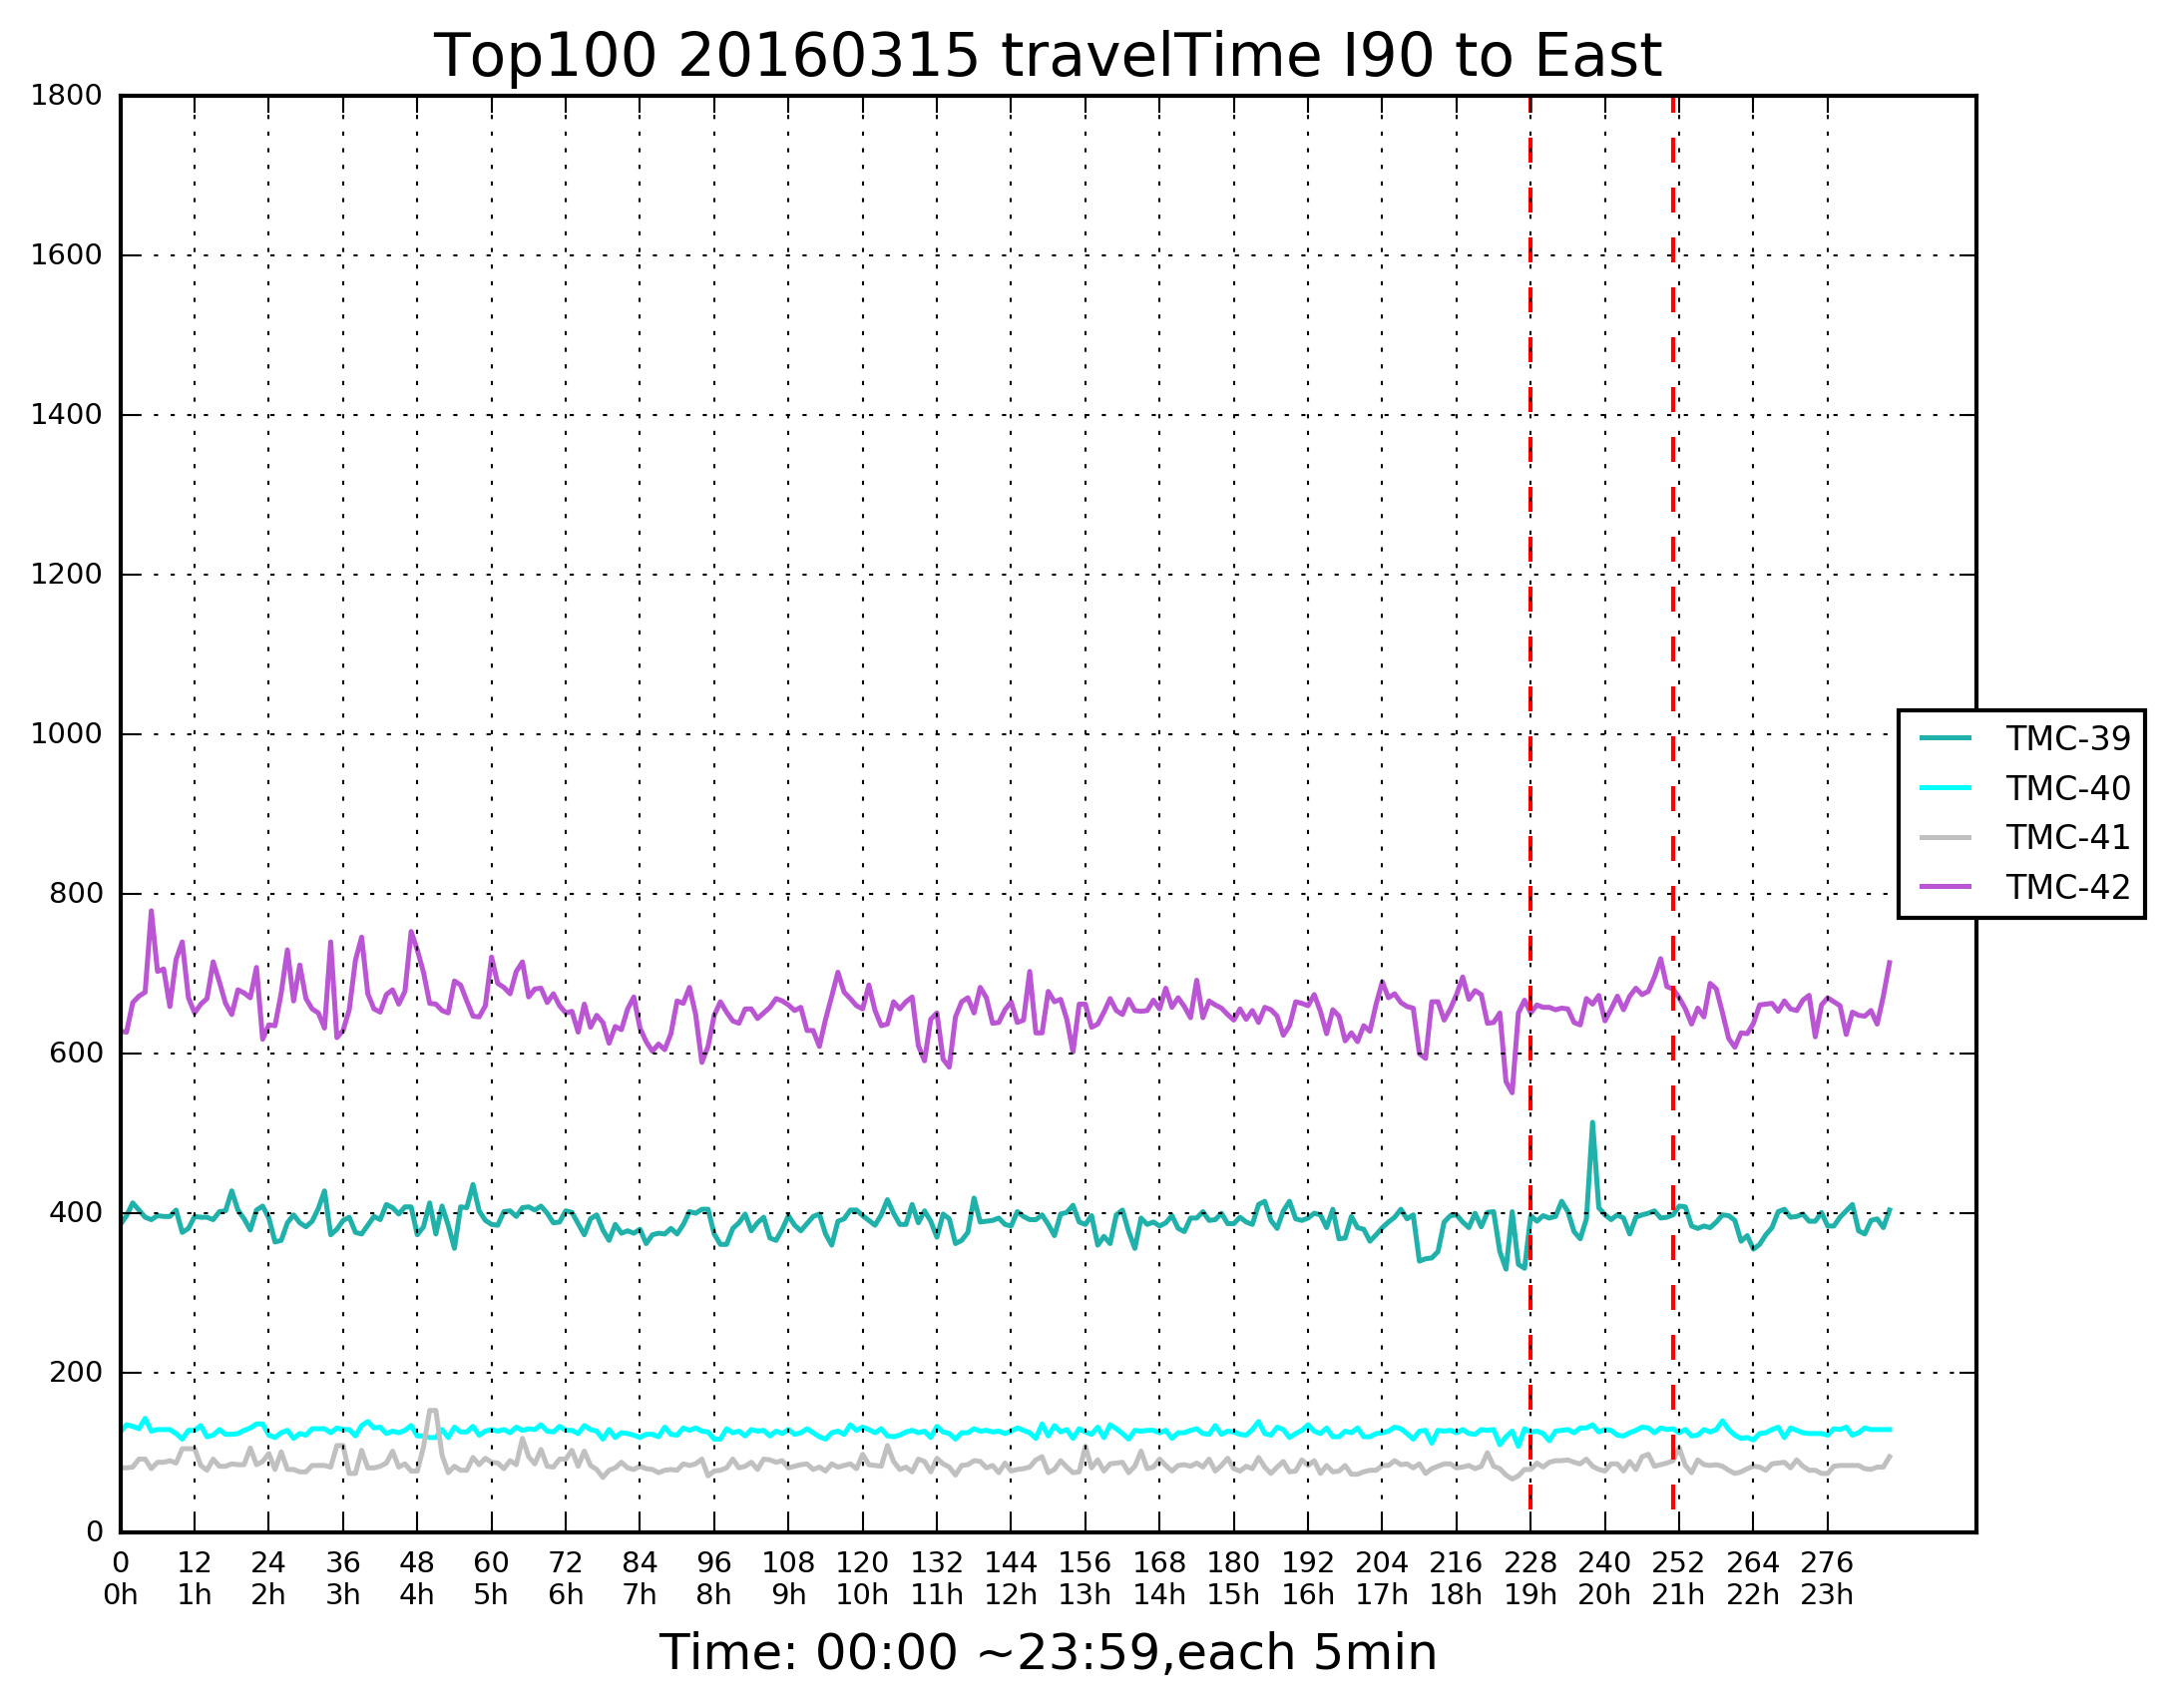 Top100 20160315 travelTime I90 to East
1800
1600
1400
1200
1000
800
600
400
200
0
TMC-39
TMC-40
TMC-41
TMC-42
0 12 24 36 48 60 72 84 96 108 120 132 144 156 168 180 192 204 216 228 240 252 264 276
0h 1h 2h 3h 4h 5h 6h 7h 8h 9h 10h 11h 12h 13h 14h 15h 16h 17h 18h 19h 20h 21h 22h 23h
Time: 00:00 ~23:59,each 5min